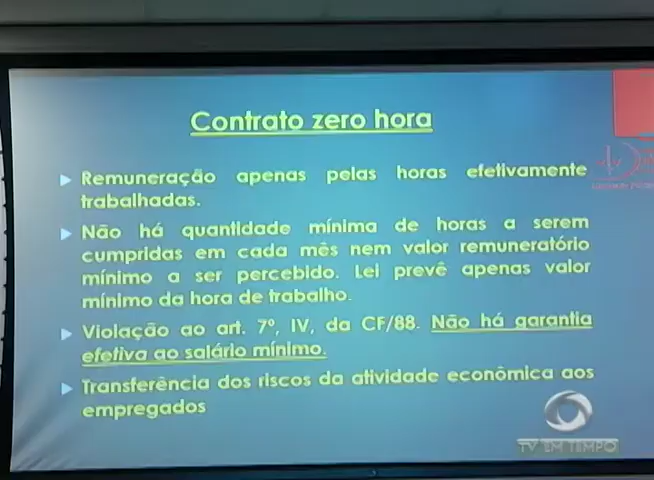 Contrato zero hora
Remuneração apenas pelas horas efetivamente
trabalhadas.
Não há quantidade mínima de horas a serem
cumpridas em cada mês nem valor remuneratório
mínimo a ser percebido. Lei prevê apenas valor
mínimo da hora de trabalho.
Violação ao art. 7º, IV, da CF/88. Não há garantia
efetiva ao salário mínimo.
Transferência dos riscos da atividade econômica aos
empregados
TV EM TEMPO